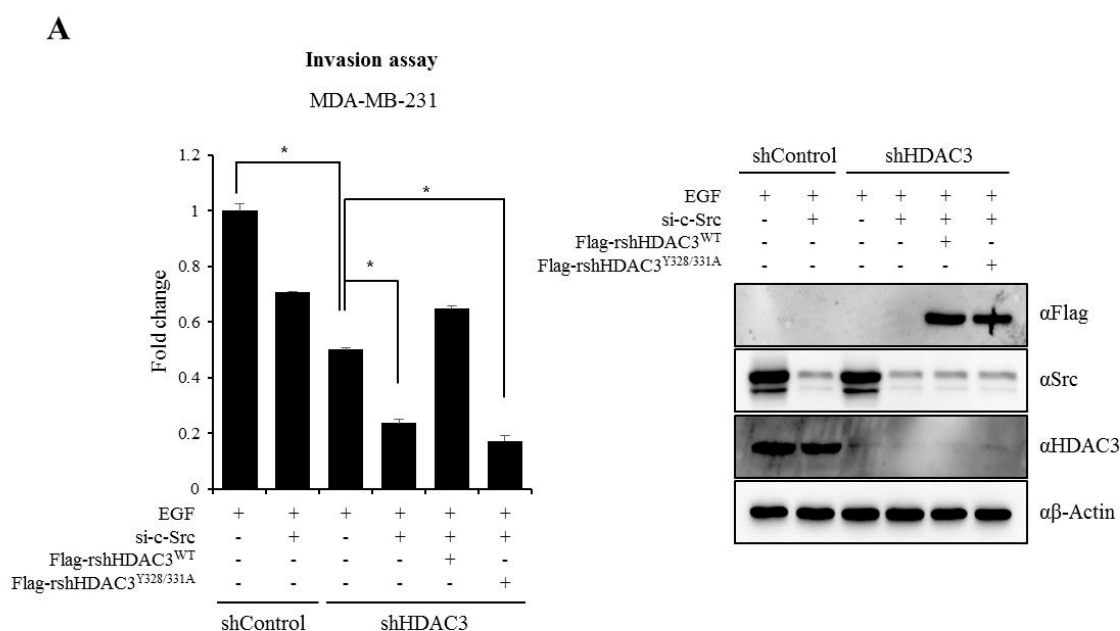 A
Invasion assay
MDA-MB-231
Fold change
1.2
1
0.8
0.6
0.4
0.2
0
*
*
*
EGF + + + + + +
si-c-Src - + - + + +
Flag-rshHDAC3WT - - - - + -
Flag-rshHDAC3Y328/331A - - - - - +
shControl shHDAC3
shControl shHDAC3
EGF + + + + + +
si-c-Src - + - + + +
Flag-rshHDAC3WT - - - - + -
Flag-rshHDAC3Y328/331A - - - - - +
αFlag
αSrc
αHDAC3
αβ-Actin